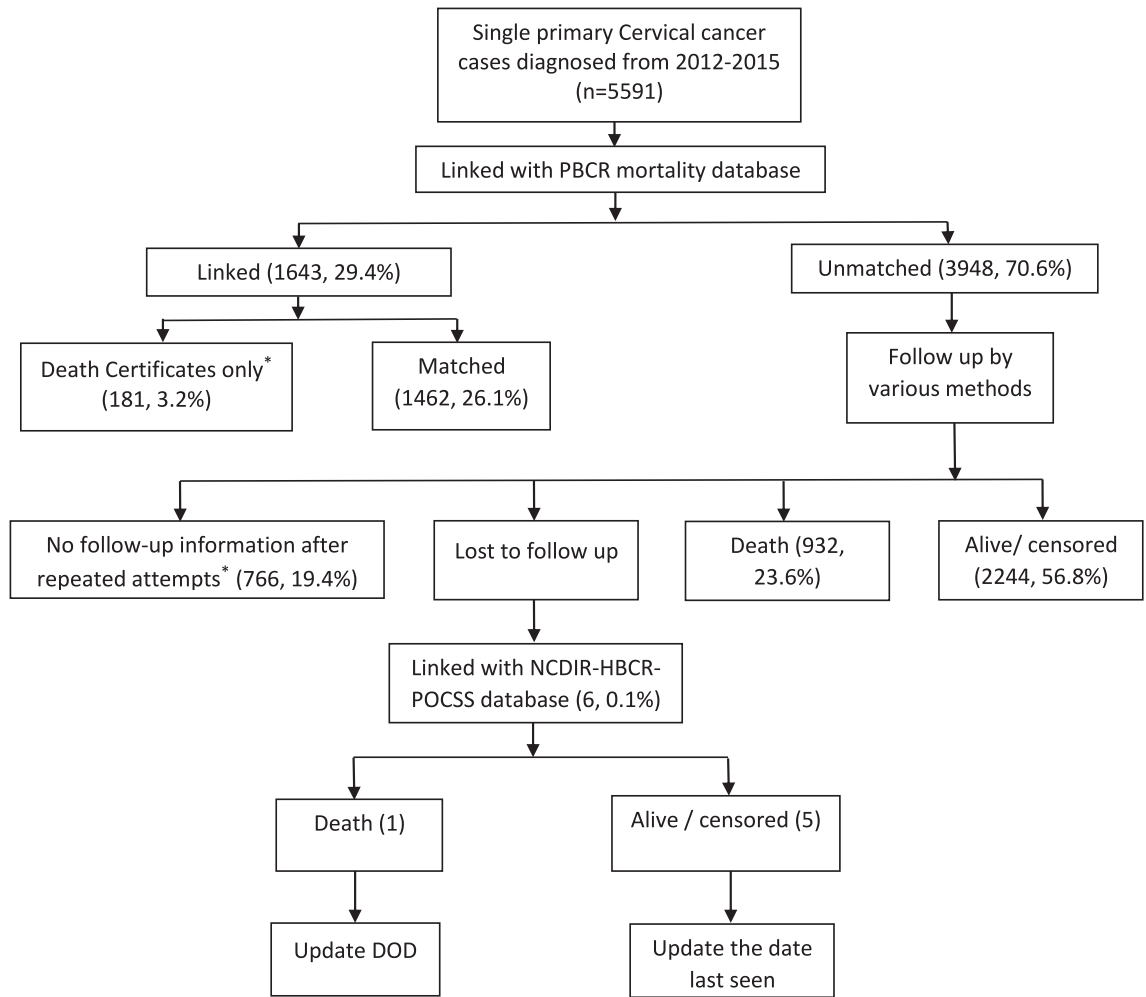 Single primary Cervical cancer
cases diagnosed from 2012-2015
(n=5591)
Linked with PBCR mortality database
Linked (1643, 29.4%)
Unmatched (3948, 70.6%)
Death Certificates only*
(181, 3.2%)
Matched
(1462, 26.1%)
Follow up by
various methods
No follow-up information after
repeated attempts* (766, 19.4%)
Lost to follow up
Death (932,
23.6%)
Alive/ censored
(2244, 56.8%)
Linked with NCDIR-HBCR-
POCSS database (6, 0.1%)
Death (1)
Alive / censored (5)
Update DOD
Update the date
last seen